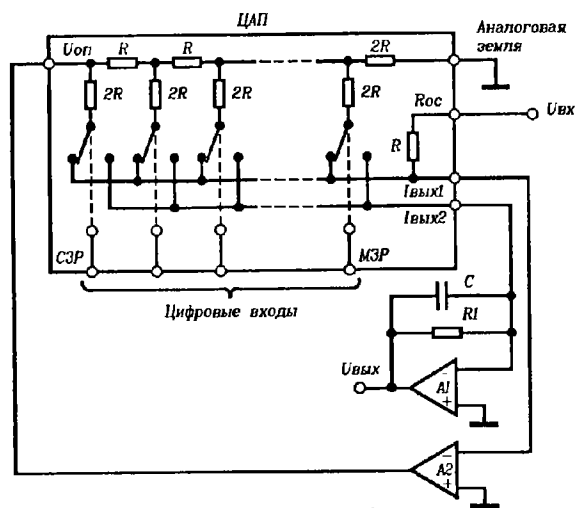 ЦАП
Аналоговая
земля
Uоп R R 2R
2R 2R 2R 2R
Rос
Uвх
R
Iвых1
Iвых2
СЗР МЗР
Цифровые входы
C
R1
Uвых
-
A1
+
-
A2
+